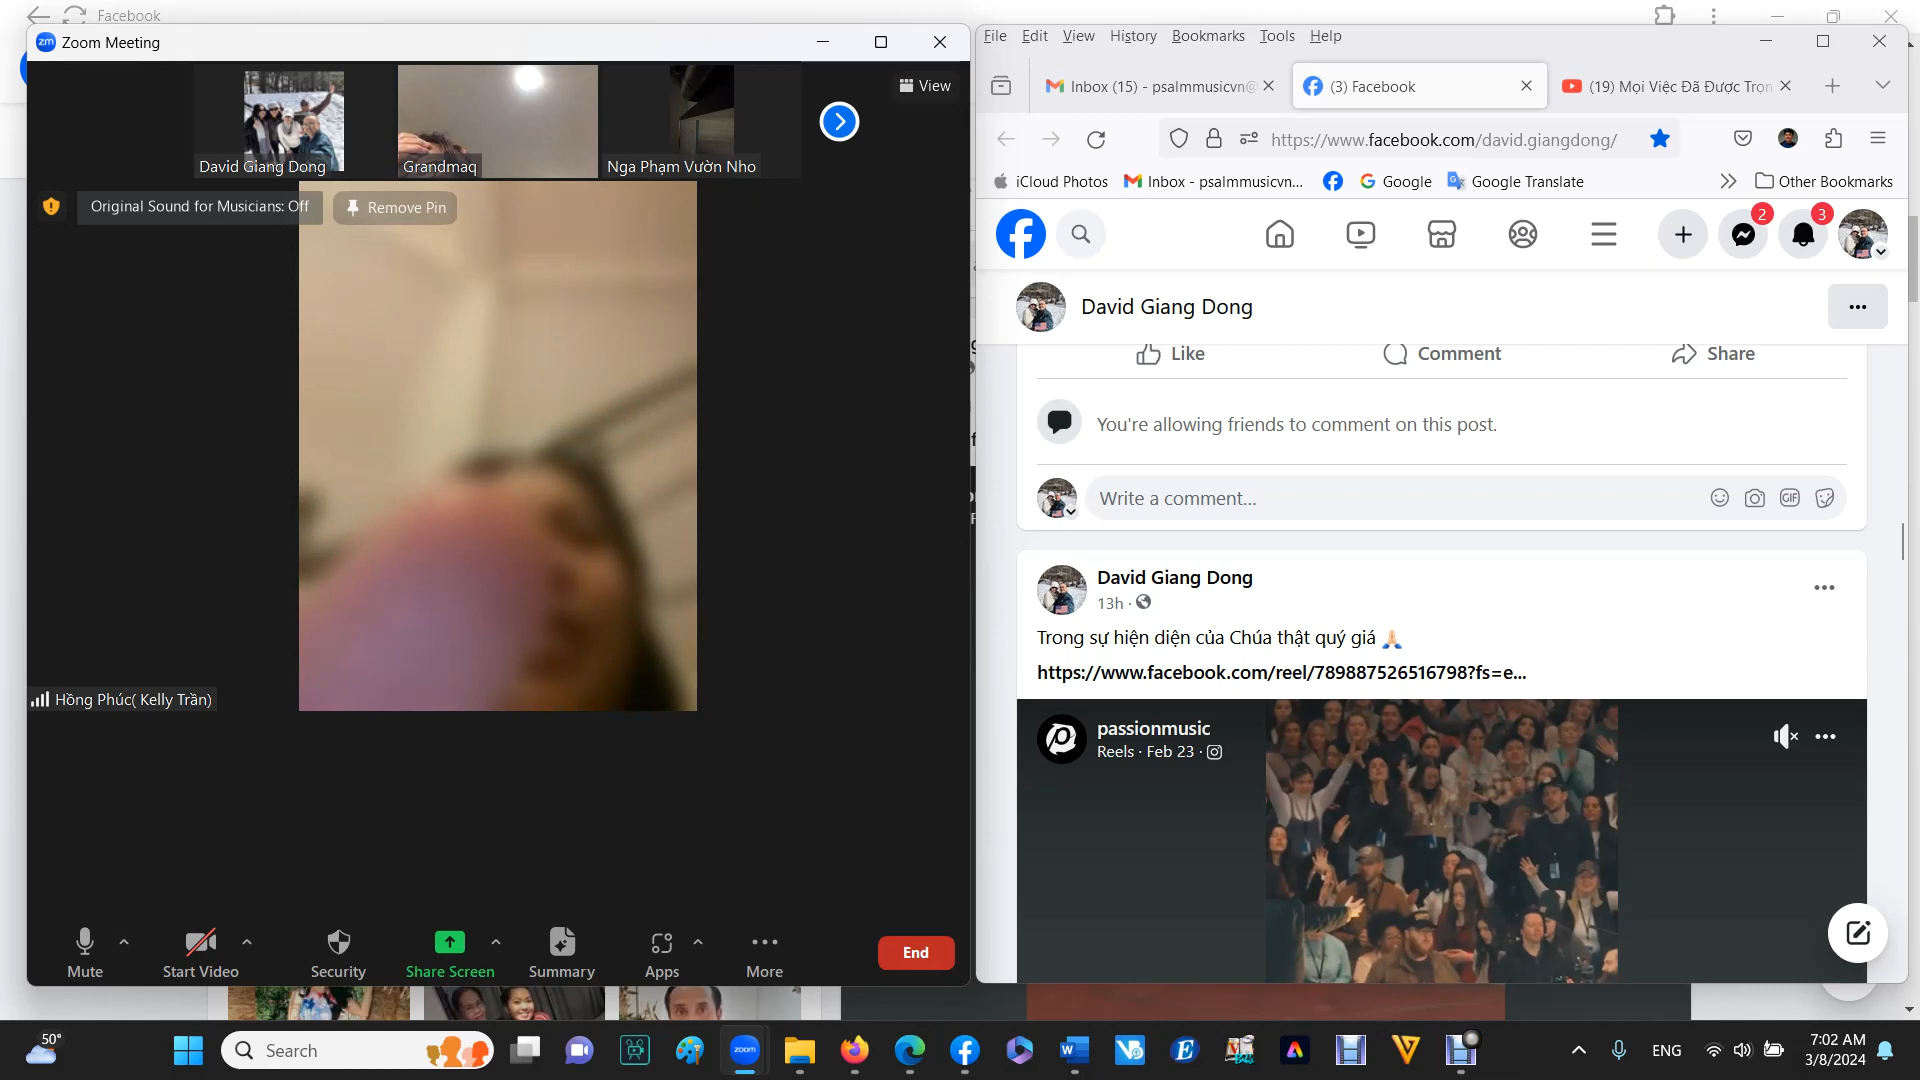 Facebook
Zoom Meeting
View
David Giang Dong
Grandmaq
Nga Phạm Vườn Nho
Original Sound for Musicians: Off
Remove Pin
Hồng Phúc( Kelly Trần)
Mute
Start Video
Security
Share Screen
Summary
Apps
More
End
File Edit View History Bookmarks Tools Help
Inbox (15) - psalmmusicvn@
(3) Facebook
(19) Mọi Việc Đã Được Trọn
https://www.facebook.com/david.giangdong/
iCloud Photos
Inbox - psalmmusicvn...
Google
Google Translate
Other Bookmarks
2
3
David Giang Dong
Like
Comment
Share
You're allowing friends to comment on this post.
Write a comment...
GIF
David Giang Dong
13h ·
Trong sự hiện diện của Chúa thật quý giá 🙏🏻
https://www.facebook.com/reel/789887526516798?fs=e...
passionmusic
Reels · Feb 23 ·
50°
Search
zoom
ENG
7:02 AM
3/8/2024